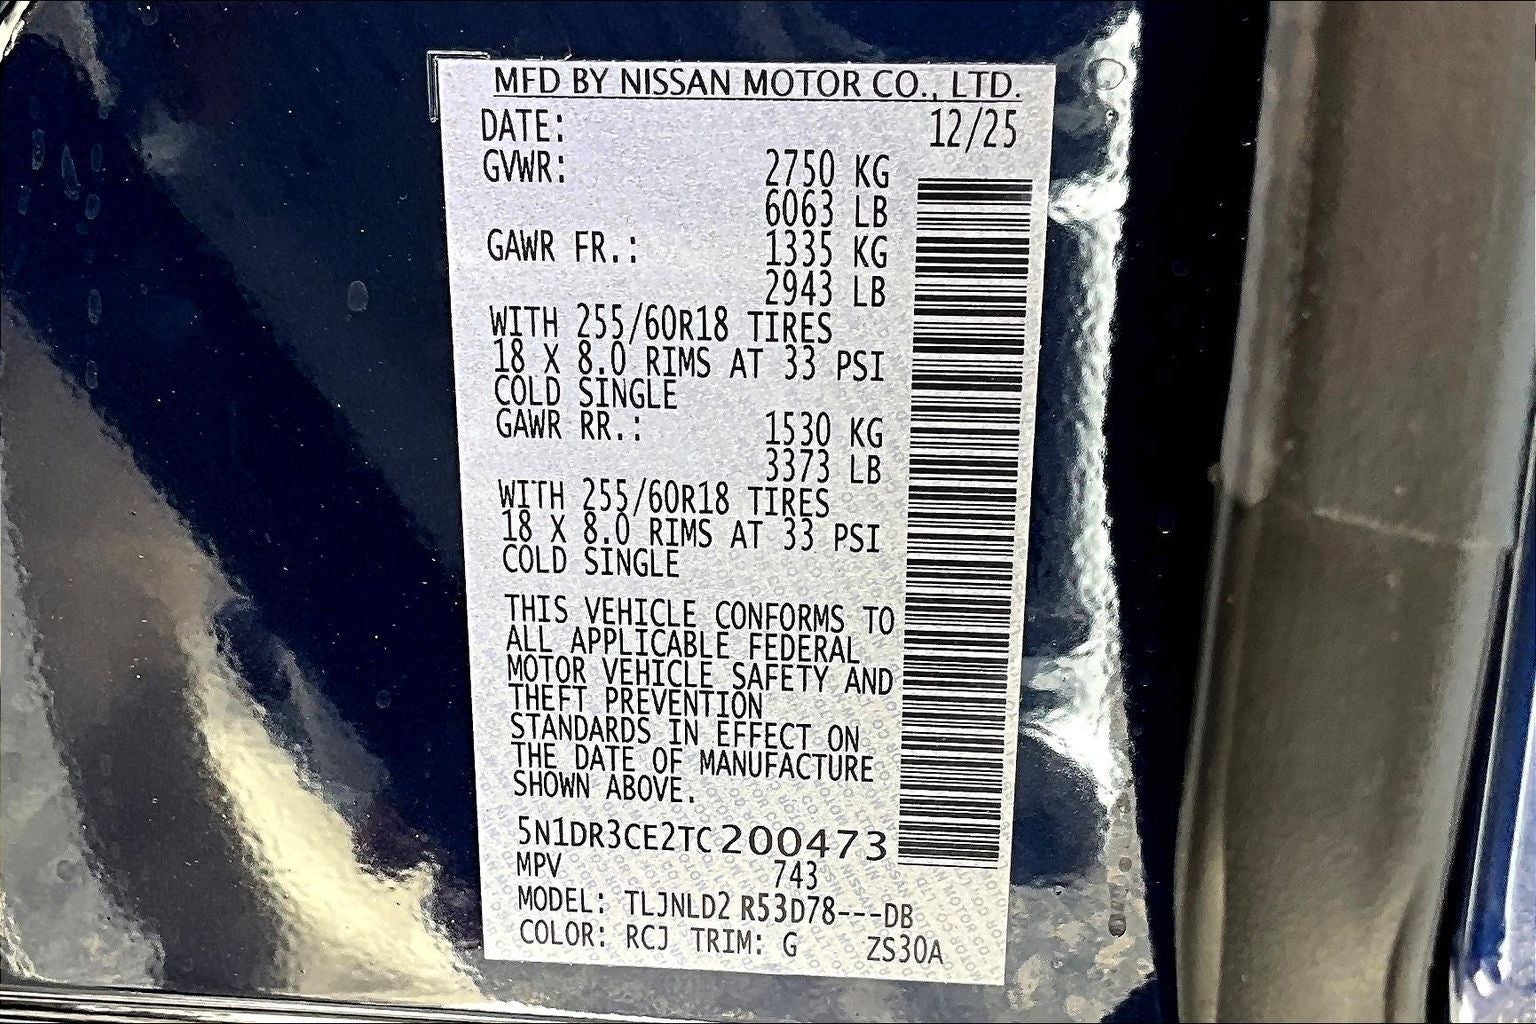 MFD BY NISSAN MOTOR CO., LTD.
DATE: 12/25
GVWR: 2750 KG
6063 LB
GAWR FR.: 1335 KG
2943 LB
WITH 255/60R18 TIRES
18 X 8.0 RIMS AT 33 PSI
COLD SINGLE
GAWR RR.: 1530 KG
3373 LB
WITH 255/60R18 TIRES
18 X 8.0 RIMS AT 33 PSI
COLD SINGLE
THIS VEHICLE CONFORMS TO
ALL APPLICABLE FEDERAL
MOTOR VEHICLE SAFETY AND
THEFT PREVENTION
STANDARDS IN EFFECT ON
THE DATE OF MANUFACTURE
SHOWN ABOVE.
5N1DR3CE2TC200473
MPV 743
MODEL: TLJNLD2 R53D78---DB
COLOR: RCJ TRIM: G ZS30A